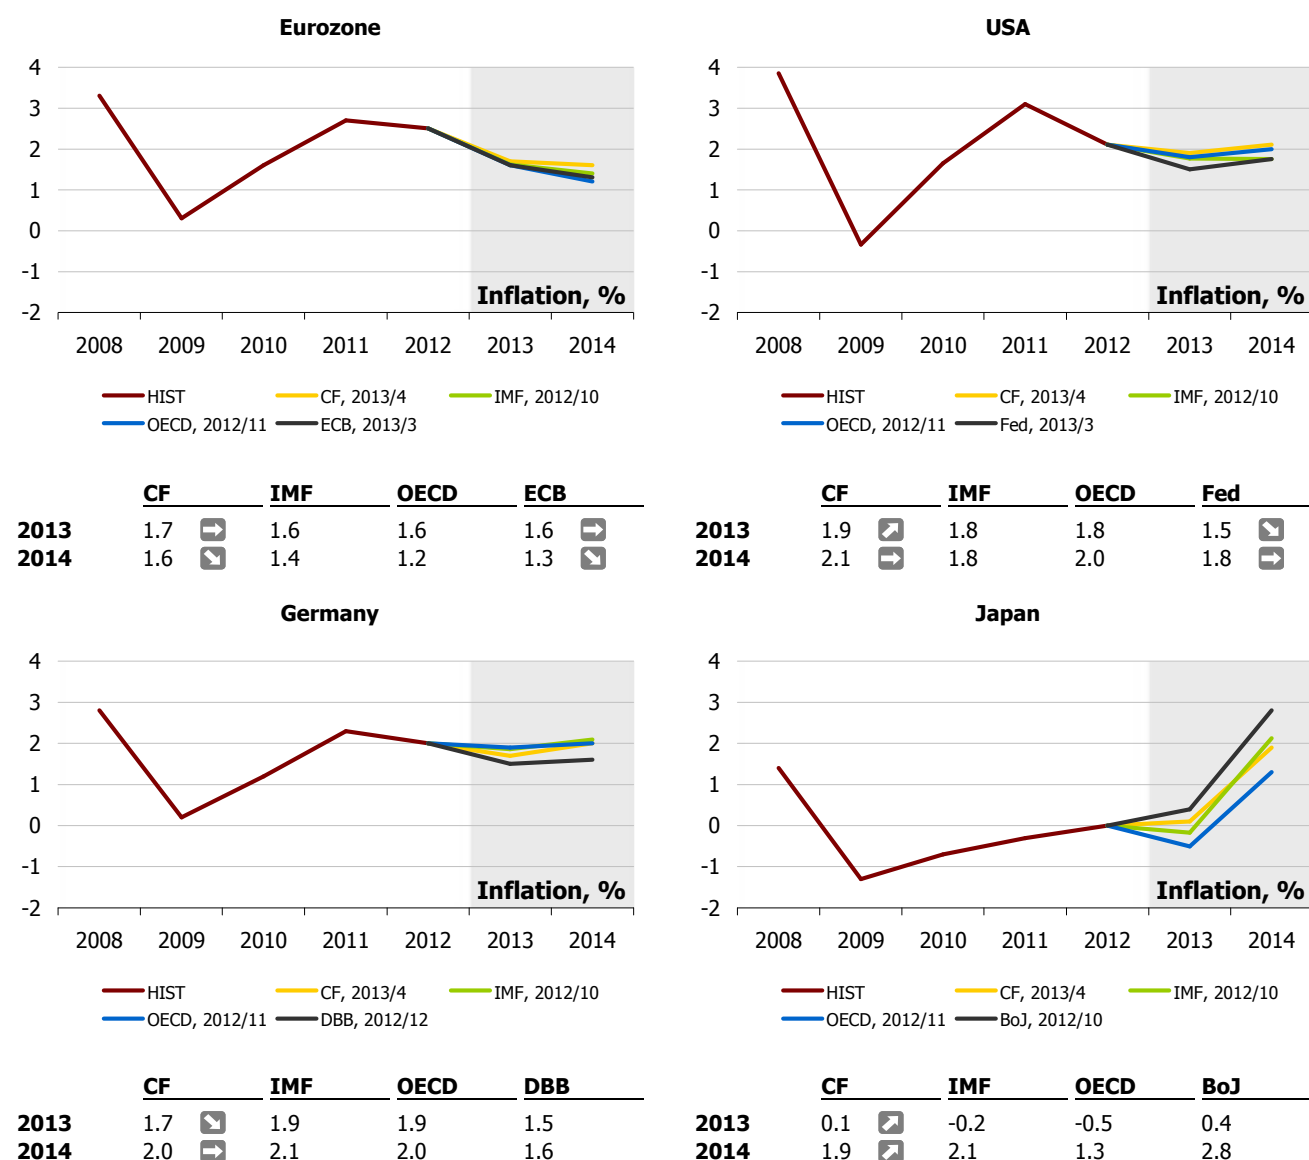 Eurozone
4
3
2
1
0
-1
-2
Inflation, %
2008 2009 2010 2011 2012 2013 2014
HIST CF, 2013/4 IMF, 2012/10
OECD, 2012/11 ECB, 2013/3
CF IMF OECD ECB
2013 1.7 1.6 1.6 1.6
2014 1.6 1.4 1.2 1.3
USA
4
3
2
1
0
-1
-2
Inflation, %
2008 2009 2010 2011 2012 2013 2014
HIST CF, 2013/4 IMF, 2012/10
OECD, 2012/11 Fed, 2013/3
CF IMF OECD Fed
2013 1.9 1.8 1.8 1.5
2014 2.1 1.8 2.0 1.8
Germany
4
3
2
1
0
-1
-2
Inflation, %
2008 2009 2010 2011 2012 2013 2014
HIST CF, 2013/4 IMF, 2012/10
OECD, 2012/11 DBB, 2012/12
CF IMF OECD DBB
2013 1.7 1.9 1.9 1.5
2014 2.0 2.1 2.0 1.6
Japan
4
3
2
1
0
-1
-2
Inflation, %
2008 2009 2010 2011 2012 2013 2014
HIST CF, 2013/4 IMF, 2012/10
OECD, 2012/11 BoJ, 2012/10
CF IMF OECD BoJ
2013 0.1 -0.2 -0.5 0.4
2014 1.9 2.1 1.3 2.8